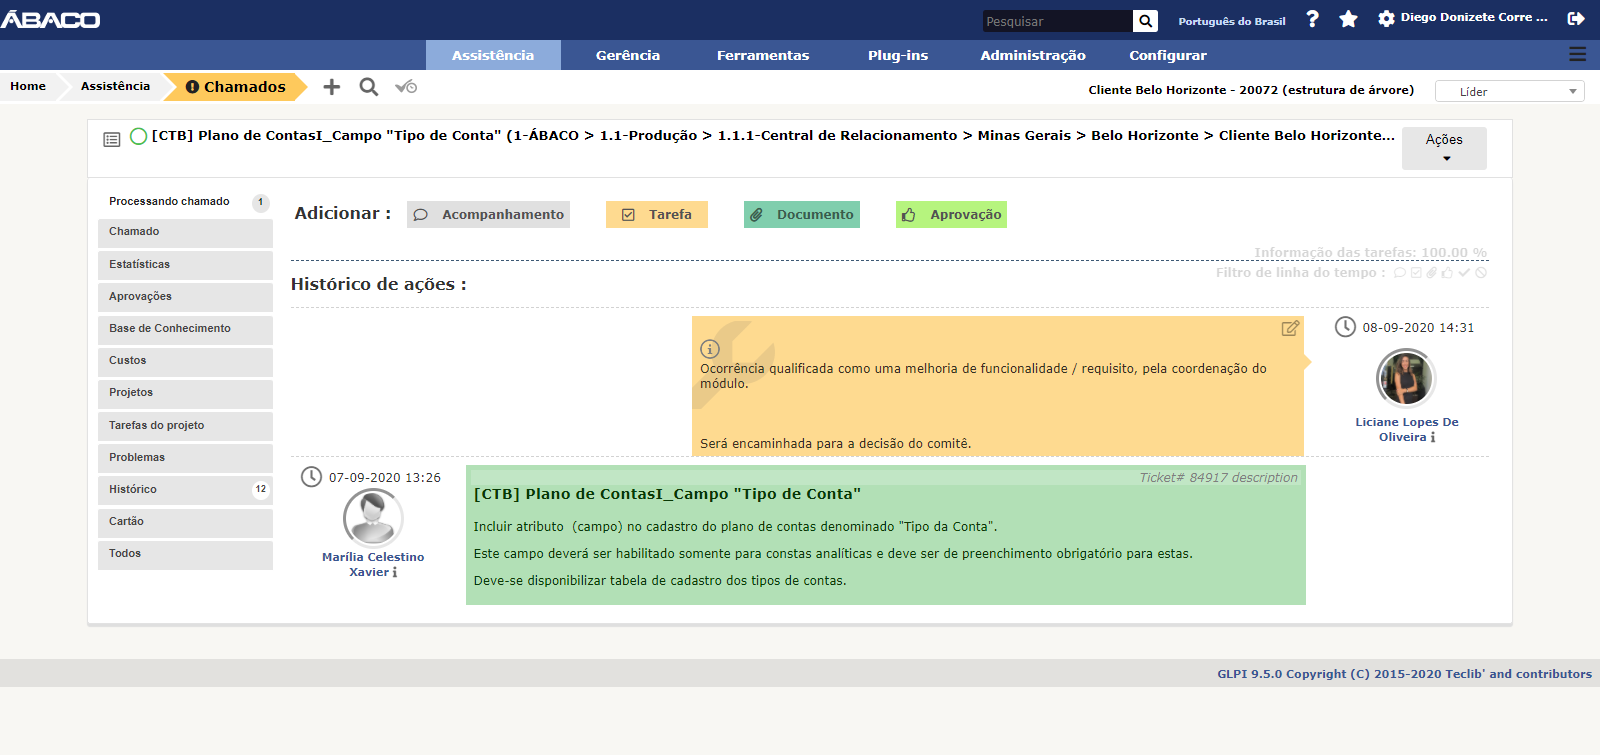 ÁBACO
Pesquisar
Português do Brasil
Diego Donizete Corre ...
Assistência
Gerência
Ferramentas
Plug-ins
Administração
Configurar
Home
Assistência
Chamados
Cliente Belo Horizonte - 20072 (estrutura de árvore)
Líder
[CTB] Plano de ContasI_Campo "Tipo de Conta" (1-ÁBACO > 1.1-Produção > 1.1.1-Central de Relacionamento > Minas Gerais > Belo Horizonte > Cliente Belo Horizonte...
Ações
Processando chamado 1
Chamado
Estatísticas
Aprovações
Base de Conhecimento
Custos
Projetos
Tarefas do projeto
Problemas
Histórico 12
Cartão
Todos
Adicionar :
Acompanhamento
Tarefa
Documento
Aprovação
Informação das tarefas: 100.00 %
Filtro de linha do tempo :
Histórico de ações :
Ocorrência qualificada como uma melhoria de funcionalidade / requisito, pela coordenação do
módulo.
Será encaminhada para a decisão do comitê.
08-09-2020 14:31
Liciane Lopes De
Oliveira
07-09-2020 13:26
Marília Celestino
Xavier
Ticket# 84917 description
[CTB] Plano de ContasI_Campo "Tipo de Conta"
Incluir atributo  (campo) no cadastro do plano de contas denominado "Tipo da Conta".
Este campo deverá ser habilitado somente para constas analíticas e deve ser de preenchimento obrigatório para estas.
Deve-se disponibilizar tabela de cadastro dos tipos de contas.
GLPI 9.5.0 Copyright (C) 2015-2020 Teclib' and contributors